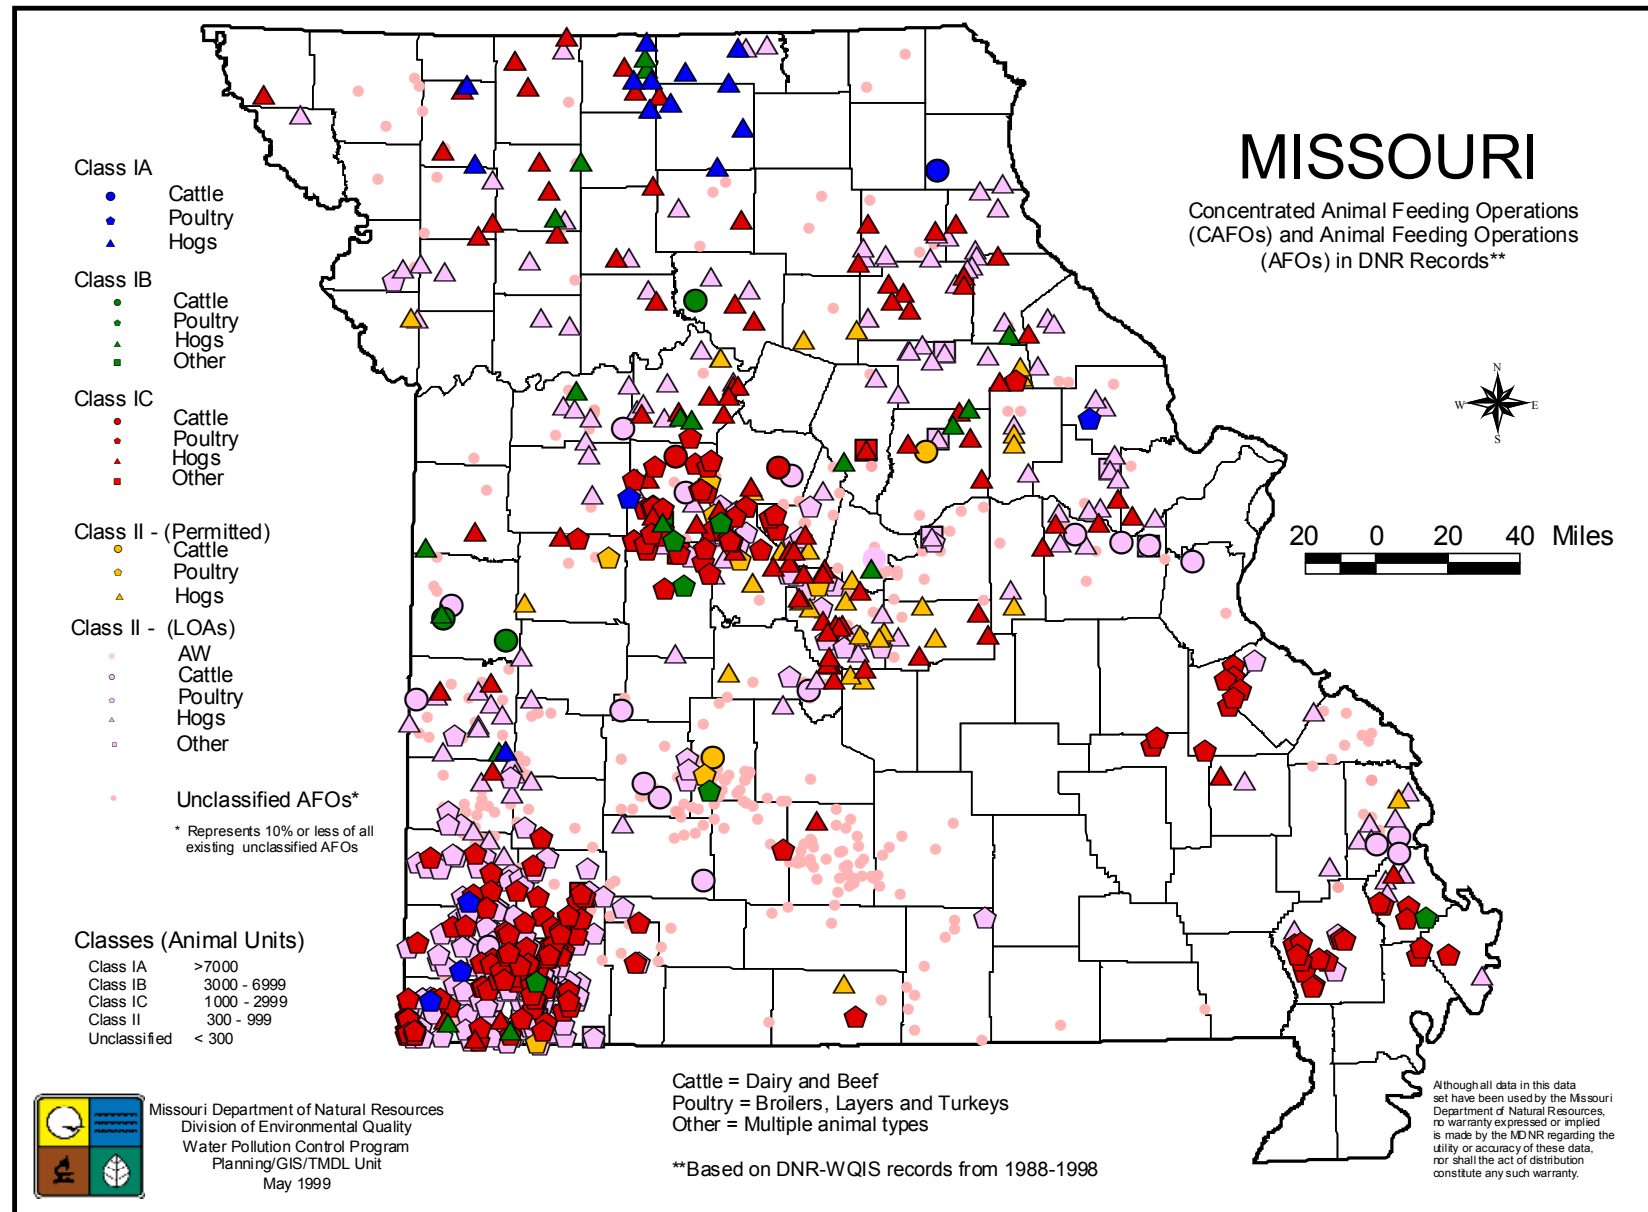 MISSOURI
Concentrated Animal Feeding Operations
(CAFOs) and Animal Feeding Operations
(AFOs) in DNR Records**
Class IA
Cattle
Poultry
Hogs
Class IB
Cattle
Poultry
Hogs
Other
Class IC
Cattle
Poultry
Hogs
Other
Class II - (Permitted)
Cattle
Poultry
Hogs
Class II - (LOAs)
AW
Cattle
Poultry
Hogs
Other
Unclassified AFOs*
* Represents 10% or less of all
existing unclassified AFOs
N
W E
S
20 0 20 40 Miles
Classes (Animal Units)
Class IA >7000
Class IB 3000 - 6999
Class IC 1000 - 2999
Class II 300 - 999
Unclassified < 300
Missouri Department of Natural Resources
Division of Environmental Quality
Water Pollution Control Program
Planning/GIS/TMDL Unit
May 1999
Cattle = Dairy and Beef
Poultry = Broilers, Layers and Turkeys
Other = Multiple animal types
**Based on DNR-WQIS records from 1988-1998
Although all data in this data
set have been used by the Missouri
Department of Natural Resources,
no warranty expressed or implied
is made by the MDNR regarding the
utility or accuracy of these data,
nor shall the act of distribution
constitute any such warranty.